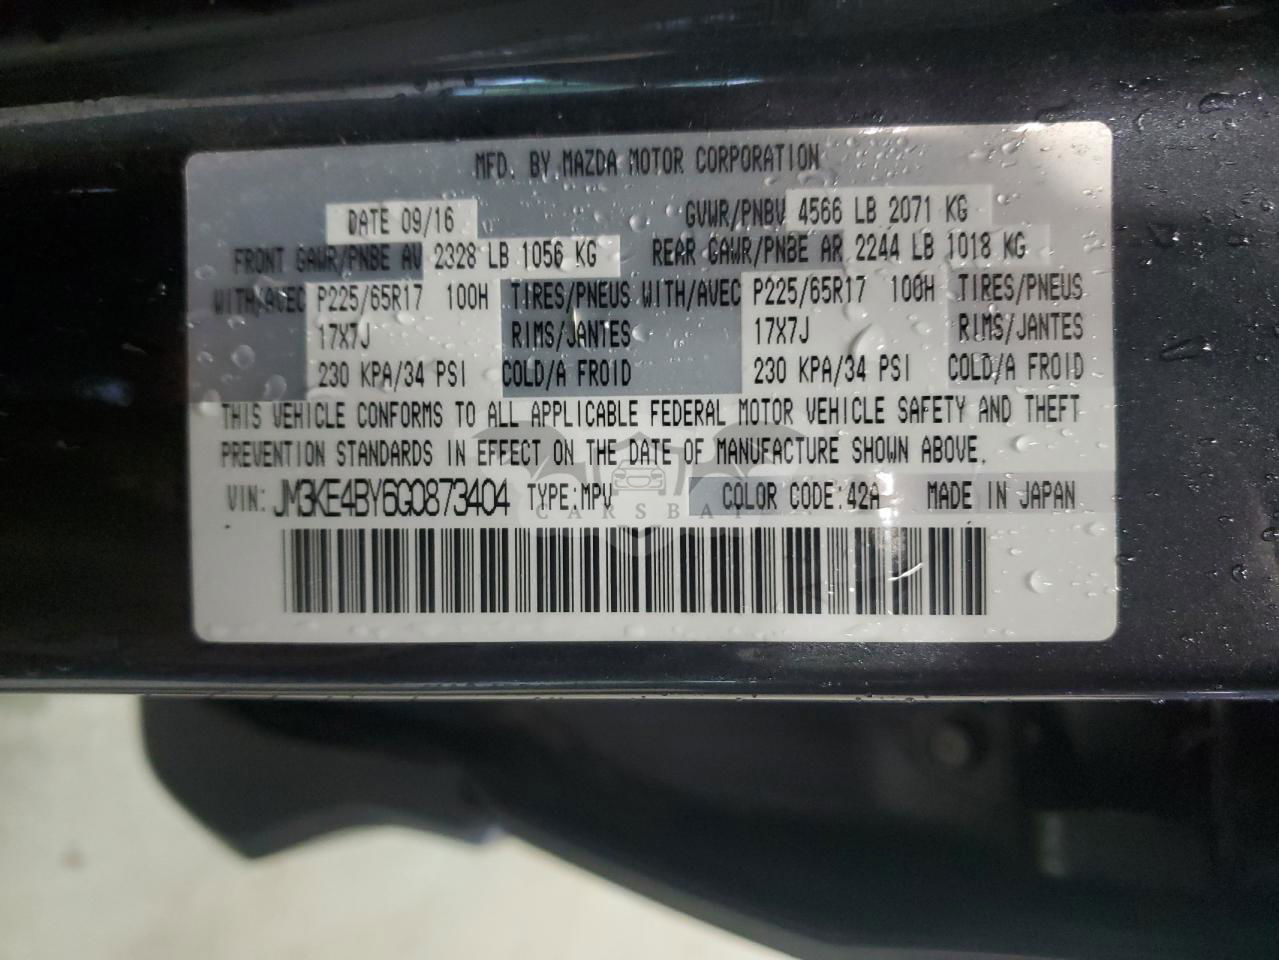 MFD. BY MAZDA MOTOR CORPORATION
DATE 09/16 GVWR/PNBV 4566 LB 2071 KG
FRONT GAWR/PNBE AV 2328 LB 1056 KG REAR GAWR/PNBE AR 2244 LB 1018 KG
WITH/AVEC P225/65R17 100H TIRES/PNEUS WITH/AVEC P225/65R17 100H TIRES/PNEUS
17X7J RIMS/JANTES 17X7J RIMS/JANTES
230 KPA/34 PSI COLD/A FROID 230 KPA/34 PSI COLD/A FROID
THIS VEHICLE CONFORMS TO ALL APPLICABLE FEDERAL MOTOR VEHICLE SAFETY AND THEFT
PREVENTION STANDARDS IN EFFECT ON THE DATE OF MANUFACTURE SHOWN ABOVE.
VIN: JM3KE4BY6G0873404 TYPE:MPV COLOR CODE:42A MADE IN JAPAN